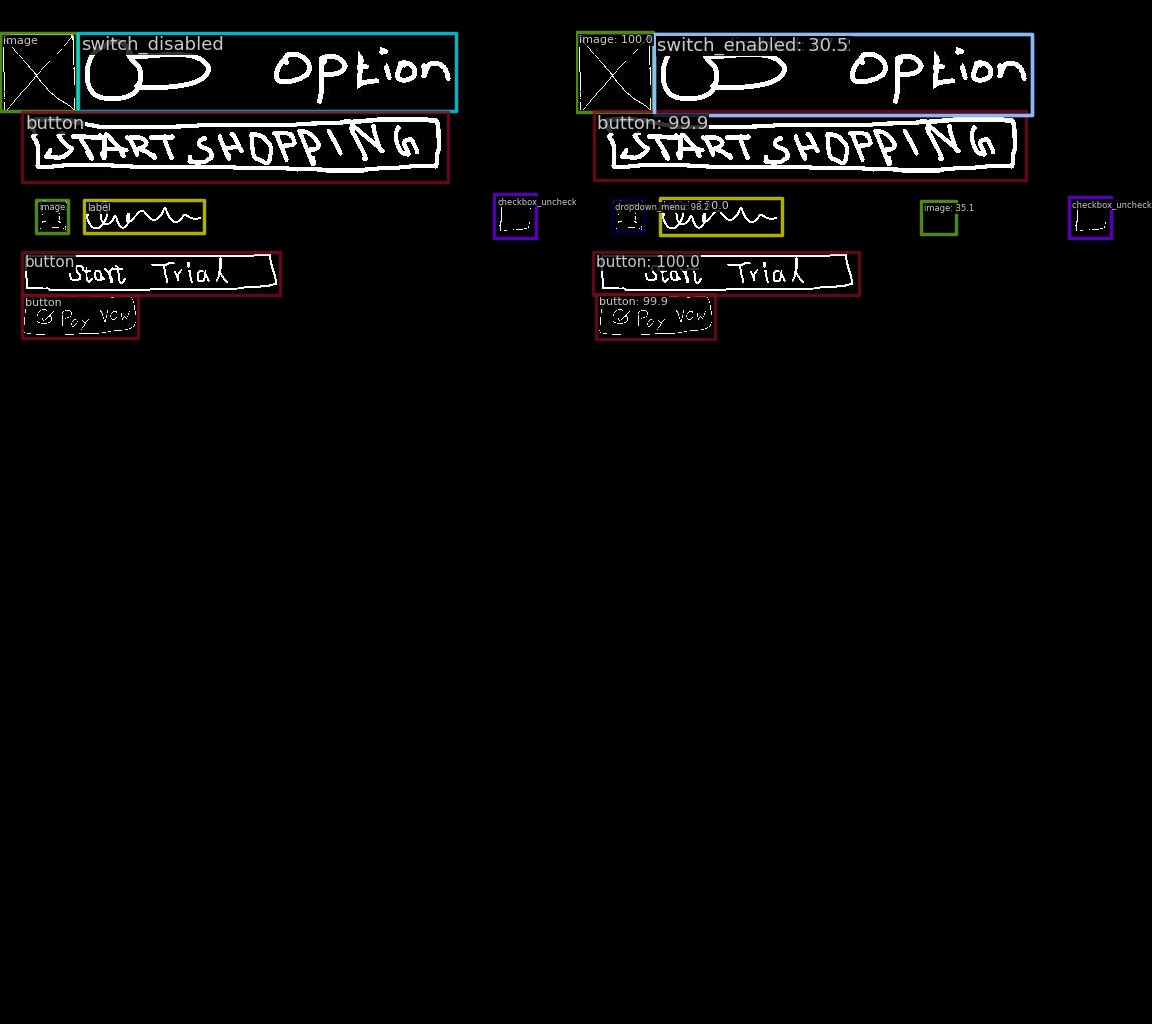 image switch_disabled image: 100.0 switch_enabled: 30.5
Option Option
button button: 99.9
START SHOPPING START SHOPPING
image label checkbox_uncheck dropdown_menu: 98.2 image: 35.1 checkbox_uncheck
button button: 100.0
Start Trial Start Trial
button button: 99.9
Pay Pay